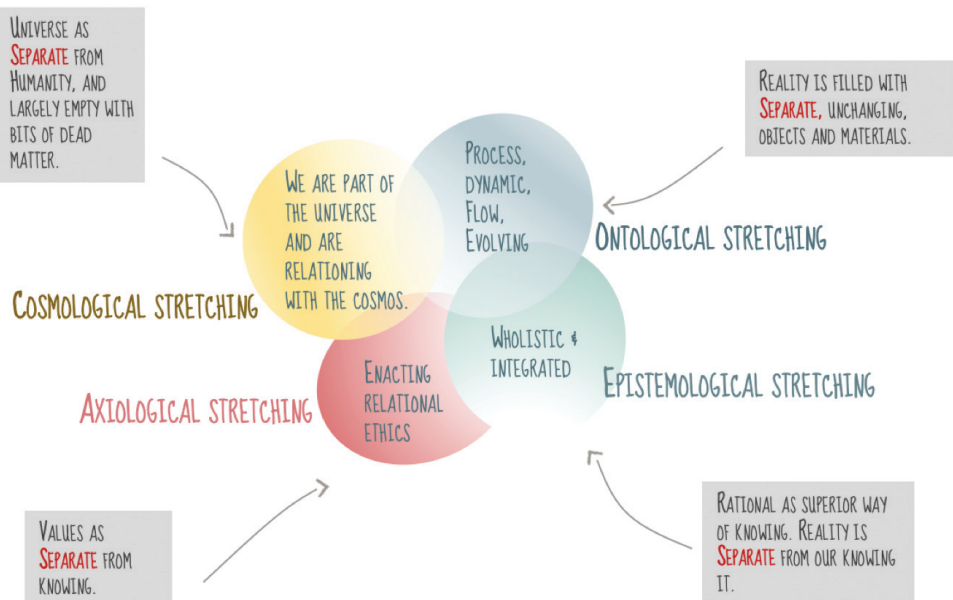 Universe as
Separate from
Humanity, and
largely empty with
bits of dead
matter.
Reality is filled with
Separate, unchanging,
objects and materials.
We are part of
the universe
and are
relationing
with the cosmos.
Process,
dynamic,
Flow,
Evolving
Ontological stretching
Cosmological stretching
Wholistic &
integrated
Enacting
relational
ethics
Epistemological stretching
Axiological stretching
Values as
Separate from
knowing.
Rational as superior way
of knowing. Reality is
Separate from our knowing
it.